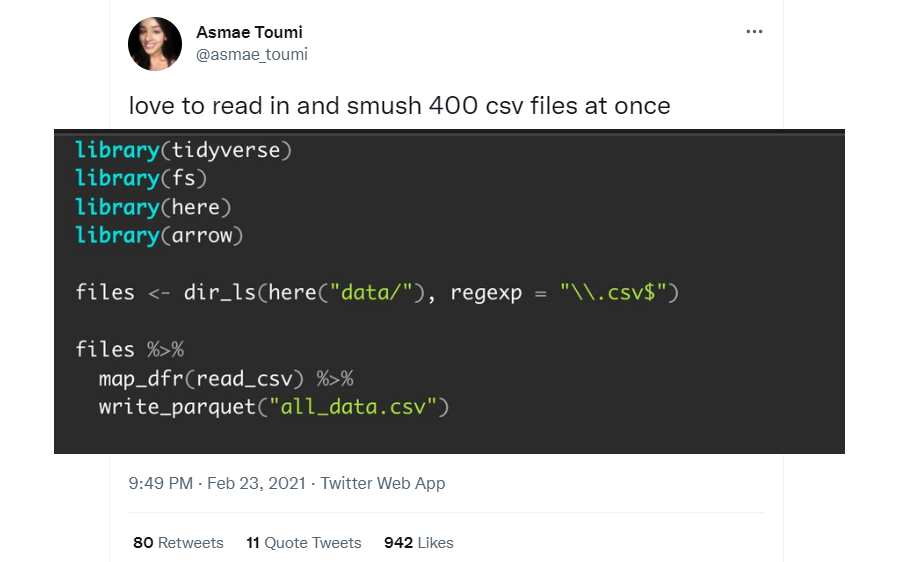 Asmae Toumi
@asmae_toumi
love to read in and smush 400 csv files at once
library(tidyverse)
library(fs)
library(here)
library(arrow)
files <- dir_ls(here("data/"), regexp = "\\.csv$")
files %>%
  map_dfr(read_csv) %>%
  write_parquet("all_data.csv")
9:49 PM · Feb 23, 2021 · Twitter Web App
80 Retweets 11 Quote Tweets 942 Likes